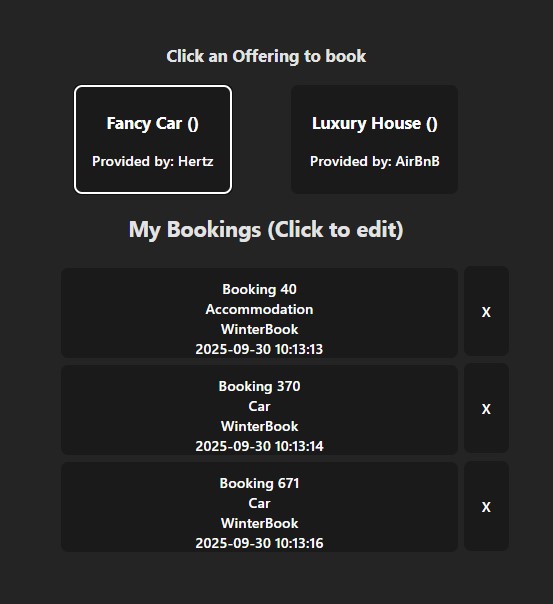 Click an Offering to book
Fancy Car ()
Provided by: Hertz
Luxury House ()
Provided by: AirBnB
My Bookings (Click to edit)
Booking 40
Accommodation
WinterBook
2025-09-30 10:13:13
X
Booking 370
Car
WinterBook
2025-09-30 10:13:14
X
Booking 671
Car
WinterBook
2025-09-30 10:13:16
X